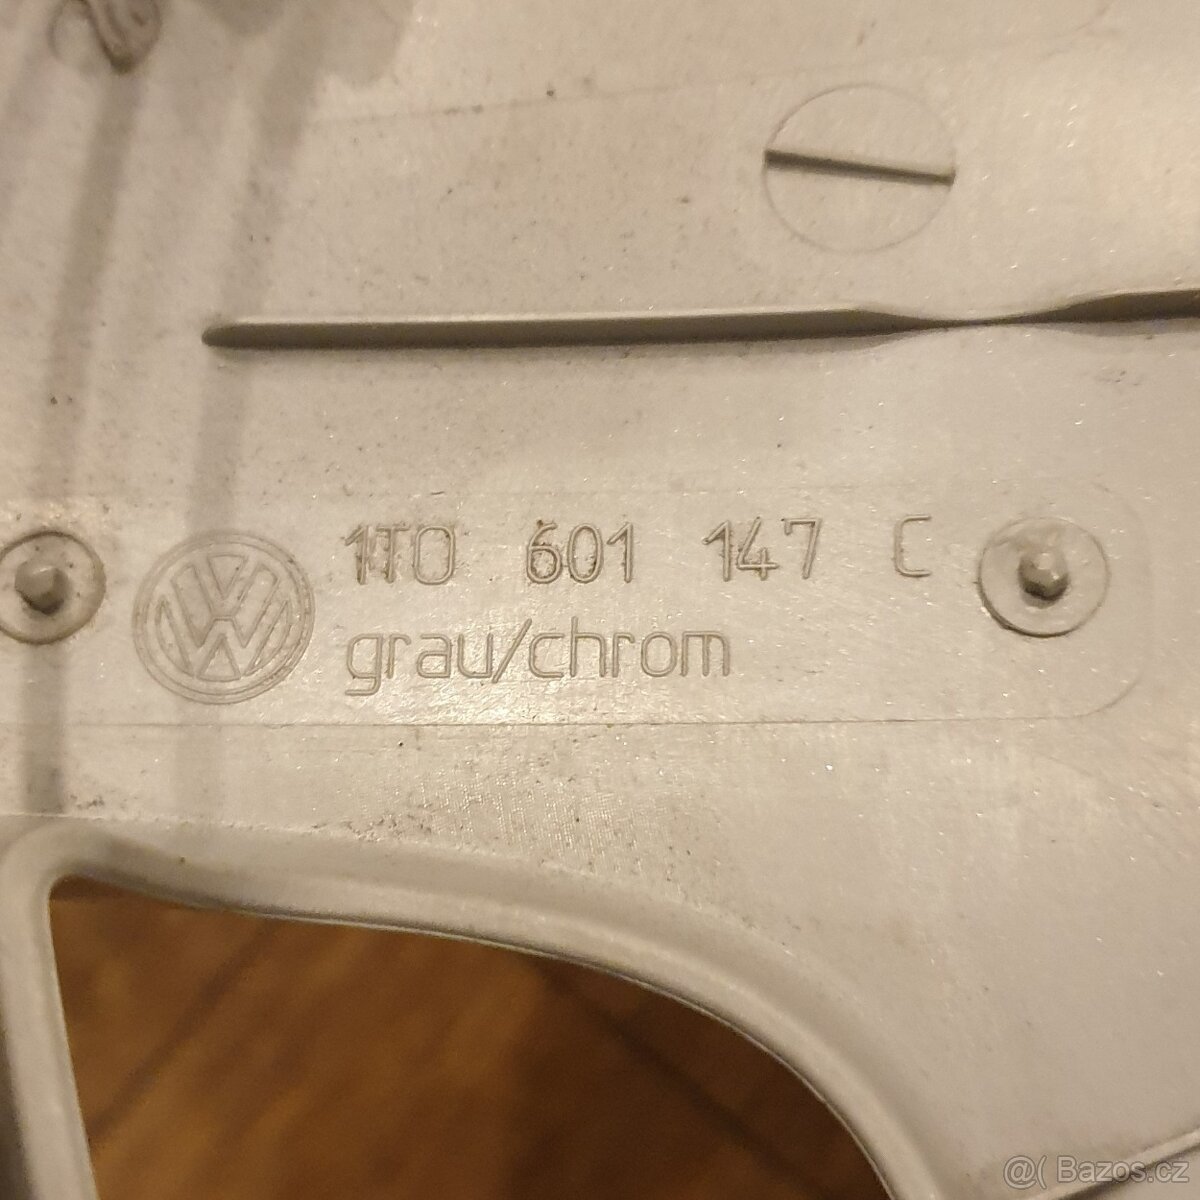 1T0 601 147 C
grau/chrom
@( Bazos.cz